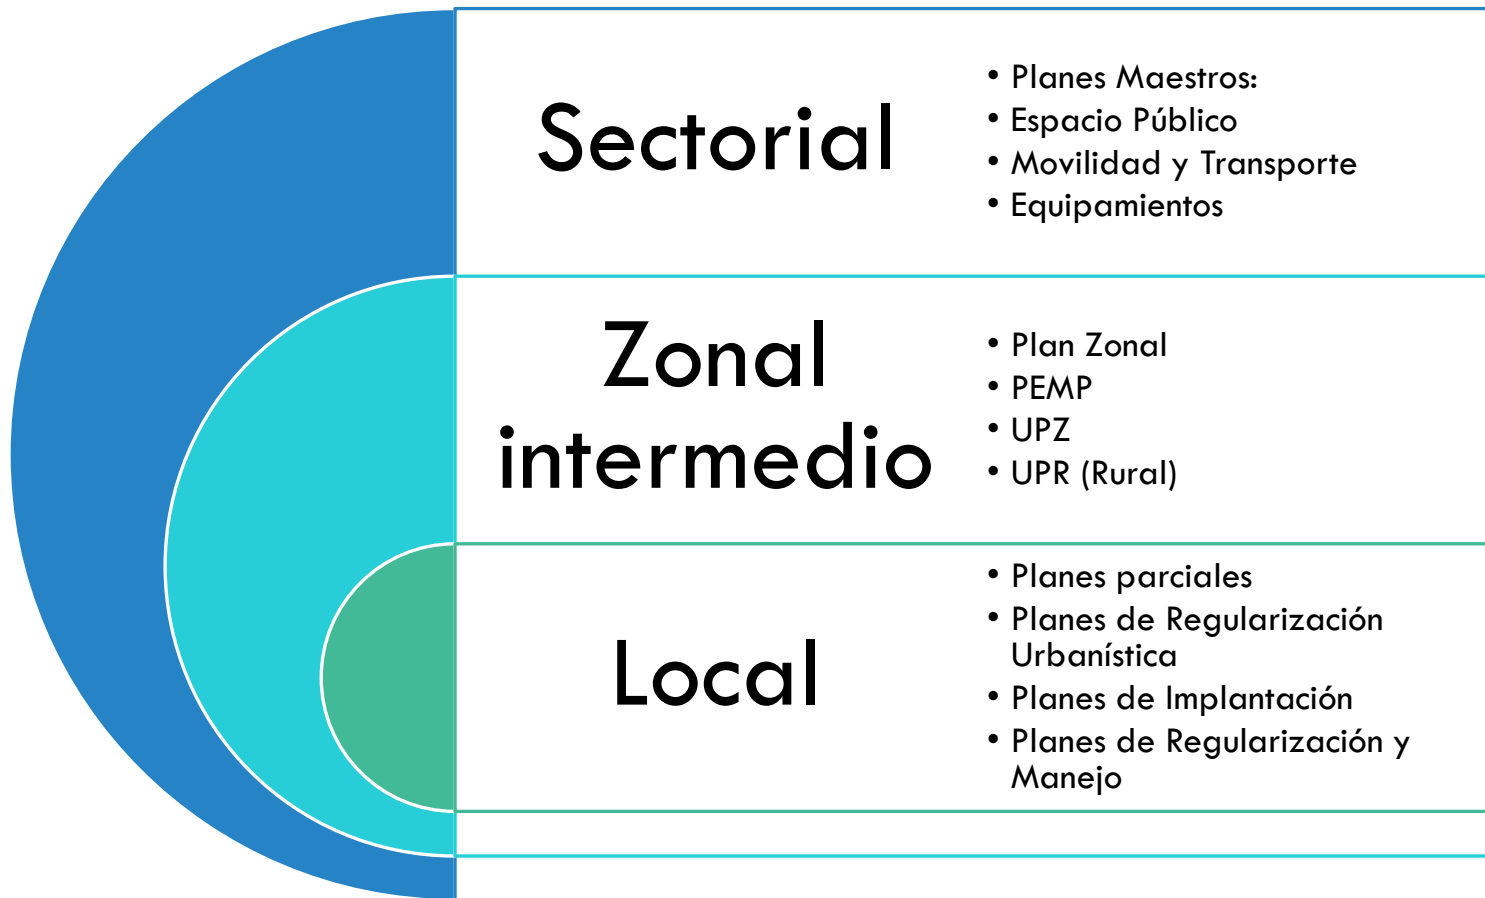 Sectorial
• Planes Maestros:
• Espacio Público
• Movilidad y Transporte
• Equipamientos
Zonal
intermedio
• Plan Zonal
• PEMP
• UPZ
• UPR (Rural)
Local
• Planes parciales
• Planes de Regularización
Urbanística
• Planes de Implantación
• Planes de Regularización y
Manejo